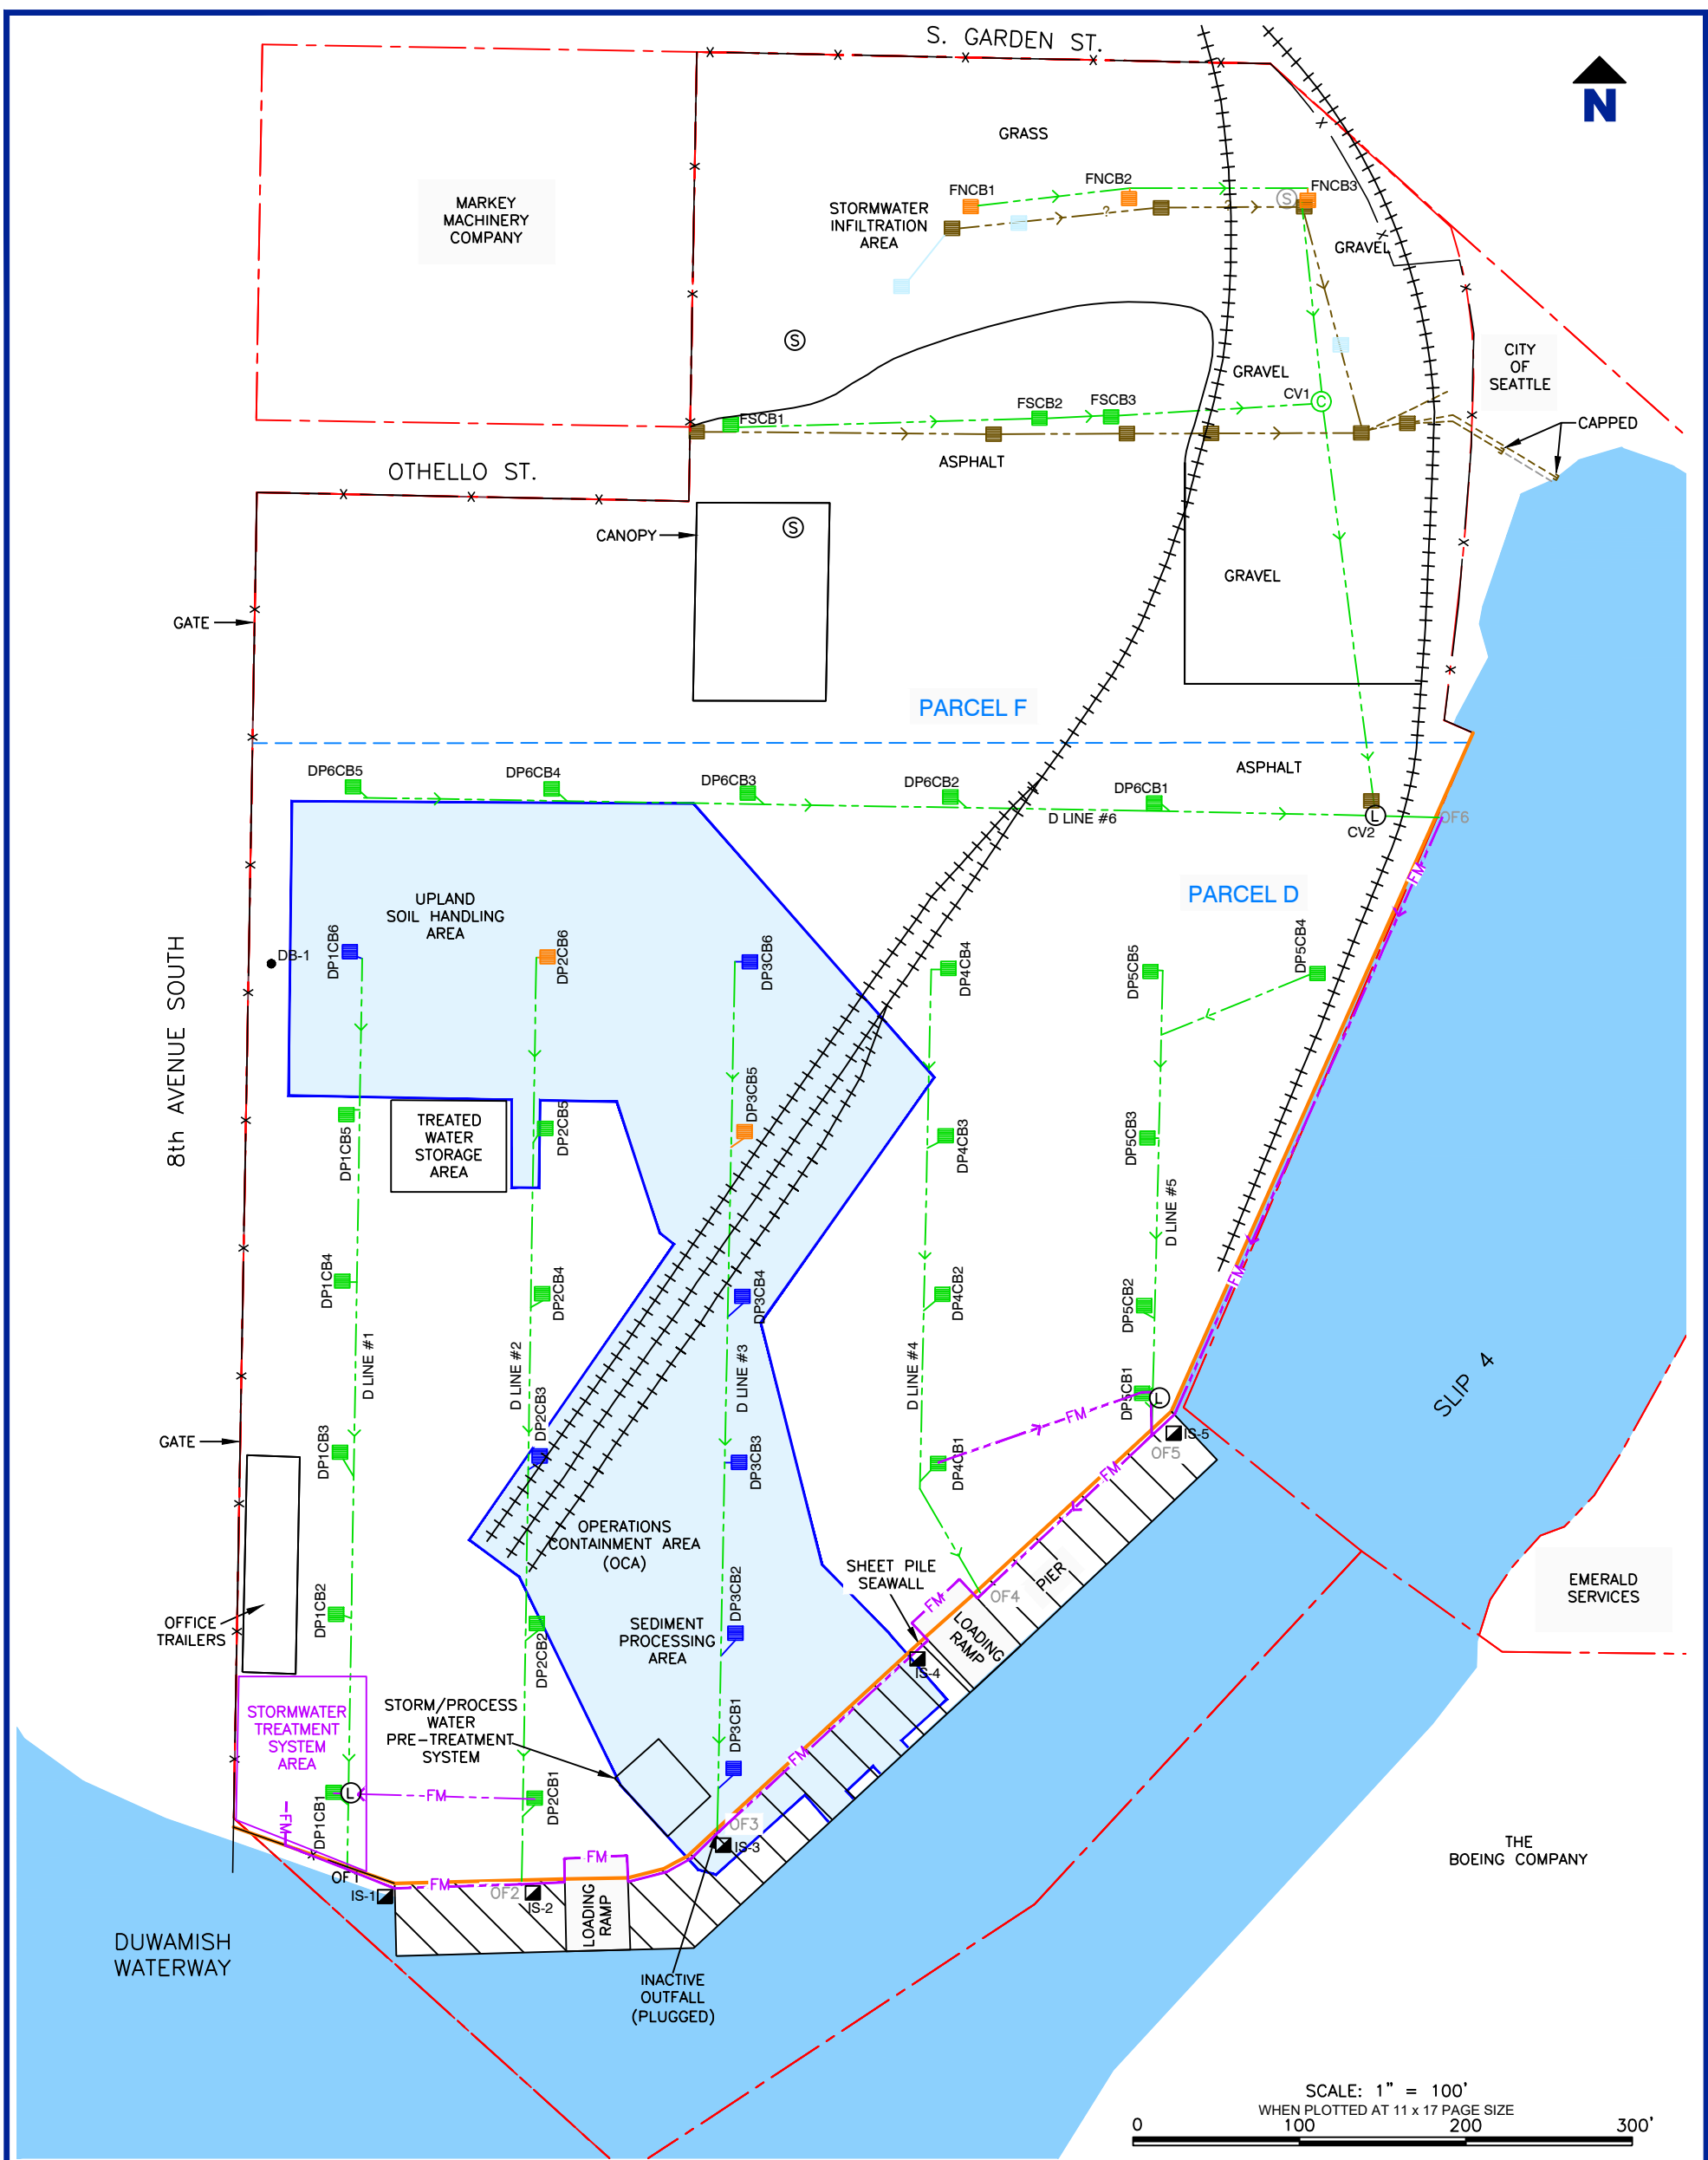 S. GARDEN ST.
N
GRASS
MARKEY
MACHINERY
COMPANY
STORMWATER
INFILTRATION
AREA
FNCB1
FNCB2
FNCB3
S
?
GRAVEL
S
GRAVEL
CV1
C
CITY
OF
SEATTLE
FSCB1
FSCB2
FSCB3
CAPPED
ASPHALT
OTHELLO ST.
CANOPY
S
GRAVEL
GATE
PARCEL F
ASPHALT
DP6CB5
DP6CB4
DP6CB3
DP6CB2
DP6CB1
D LINE #6
L
CV2
OF6
FM
PARCEL D
UPLAND
SOIL HANDLING
AREA
8th AVENUE SOUTH
DB-1
DP1CB6
DP2CB6
DP3CB6
DP4CB4
DP5CB5
DP5CB4
TREATED
WATER
STORAGE
AREA
DP1CB5
DP2CB5
DP3CB5
DP4CB3
DP5CB3
D LINE #5
DP1CB4
DP2CB4
DP3CB4
DP4CB2
DP5CB2
FM
D LINE #1
D LINE #2
D LINE #3
D LINE #4
SLIP 4
DP5CB1
L
GATE
DP1CB3
DP2CB3
DP3CB3
DP4CB1
FM
IS-5
OF5
FM
OPERATIONS
CONTAINMENT AREA
(OCA)
SHEET PILE
SEAWALL
PIER
OF4
FM
LOADING
RAMP
EMERALD
SERVICES
OFFICE
TRAILERS
DP1CB2
DP2CB2
DP3CB2
SEDIMENT
PROCESSING
AREA
IS-4
STORMWATER
TREATMENT
SYSTEM
AREA
STORM/PROCESS
WATER
PRE-TREATMENT
SYSTEM
DP3CB1
FM
L
FM
DP2CB1
DP1CB1
FM
OF3
IS-3
THE
BOEING COMPANY
OF1
IS-1
FM
OF2
IS-2
FM
LOADING
RAMP
DUWAMISH
WATERWAY
INACTIVE
OUTFALL
(PLUGGED)
SCALE: 1" = 100'
WHEN PLOTTED AT 11 x 17 PAGE SIZE
0 100 200 300'